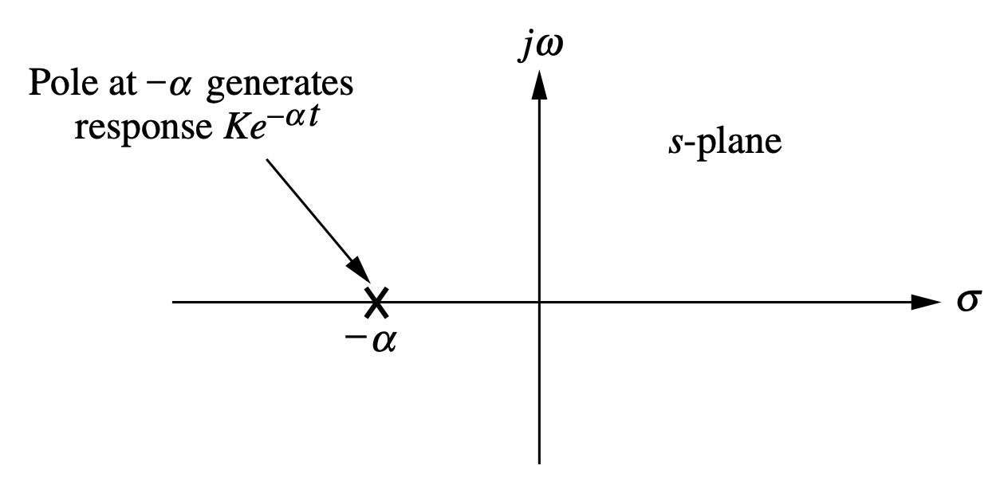 jω
Pole at −α generates
response Ke^{−αt}
s-plane
σ
−α